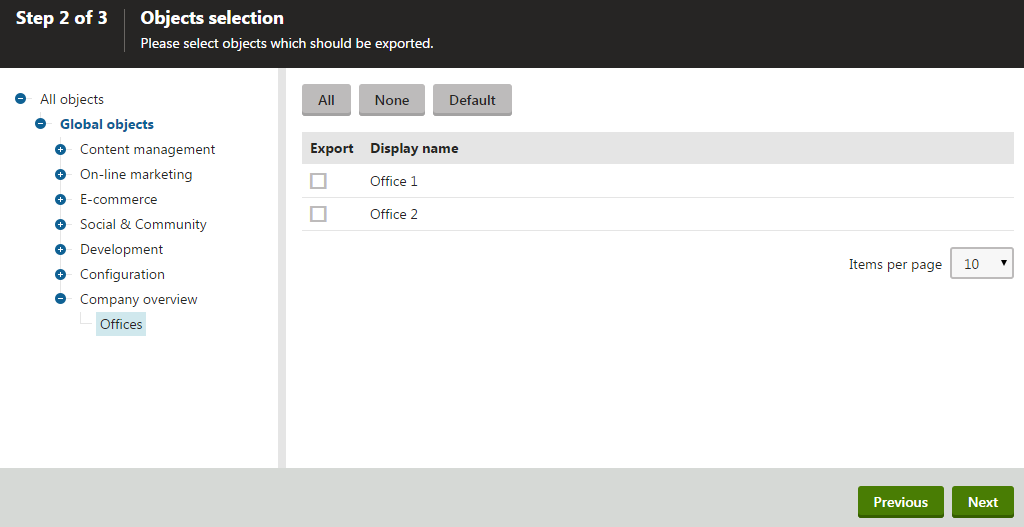 Step 2 of 3
Objects selection
Please select objects which should be exported.
All objects
Global objects
Content management
On-line marketing
E-commerce
Social & Community
Development
Configuration
Company overview
Offices
All None Default
Export Display name
Office 1
Office 2
Items per page 10
Previous Next